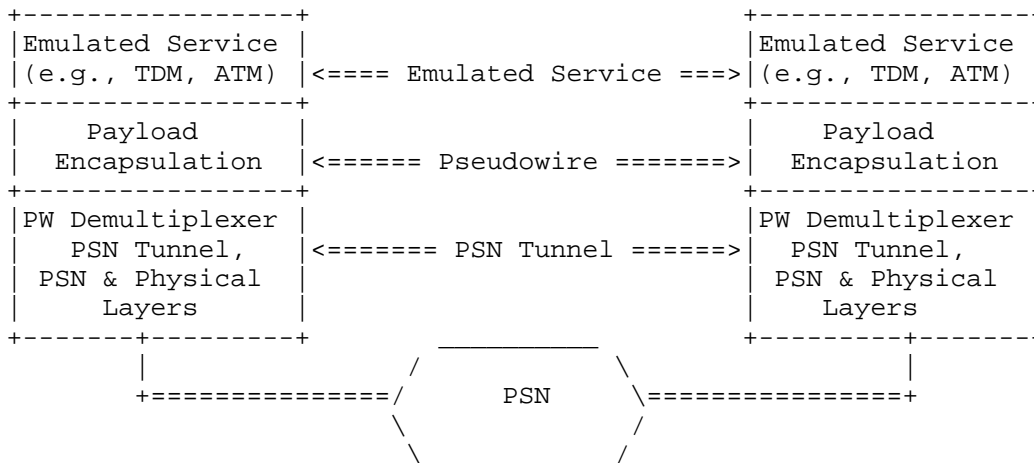 +-----------------+                           +-----------------
|Emulated Service |                           |Emulated Service
|(e.g., TDM, ATM) |<==== Emulated Service ===>|(e.g., TDM, ATM)
+-----------------+                           +-----------------
|     Payload     |                           |     Payload
|  Encapsulation  |<====== Pseudowire =======>|  Encapsulation
+-----------------+                           +-----------------
|PW Demultiplexer |                           |PW Demultiplexer
|   PSN Tunnel,   |<======= PSN Tunnel ======>|  PSN Tunnel,
| PSN & Physical  |                           | PSN & Physical
|     Layers      |                           |    Layers
+-------+---------+        __________         +---------+-------
        |                /            \                 |
        +===============/      PSN     \================+
                        \              /
                         \            /